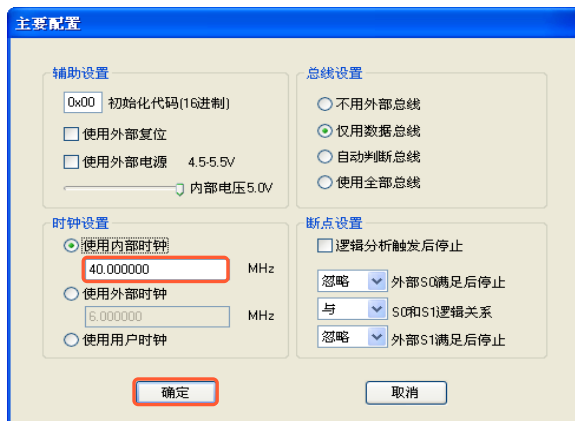 主要配置
辅助设置
0x00 初始化代码(16进制)
使用外部复位
使用外部电源 4.5-5.5V
内部电压5.0V
总线设置
不用外部总线
仅用数据总线
自动判断总线
使用全部总线
时钟设置
使用内部时钟
40.000000 MHz
使用外部时钟
6.000000 MHz
使用用户时钟
断点设置
逻辑分析触发后停止
忽略 外部S0满足后停止
与 S0和S1逻辑关系
忽略 外部S1满足后停止
确定
取消